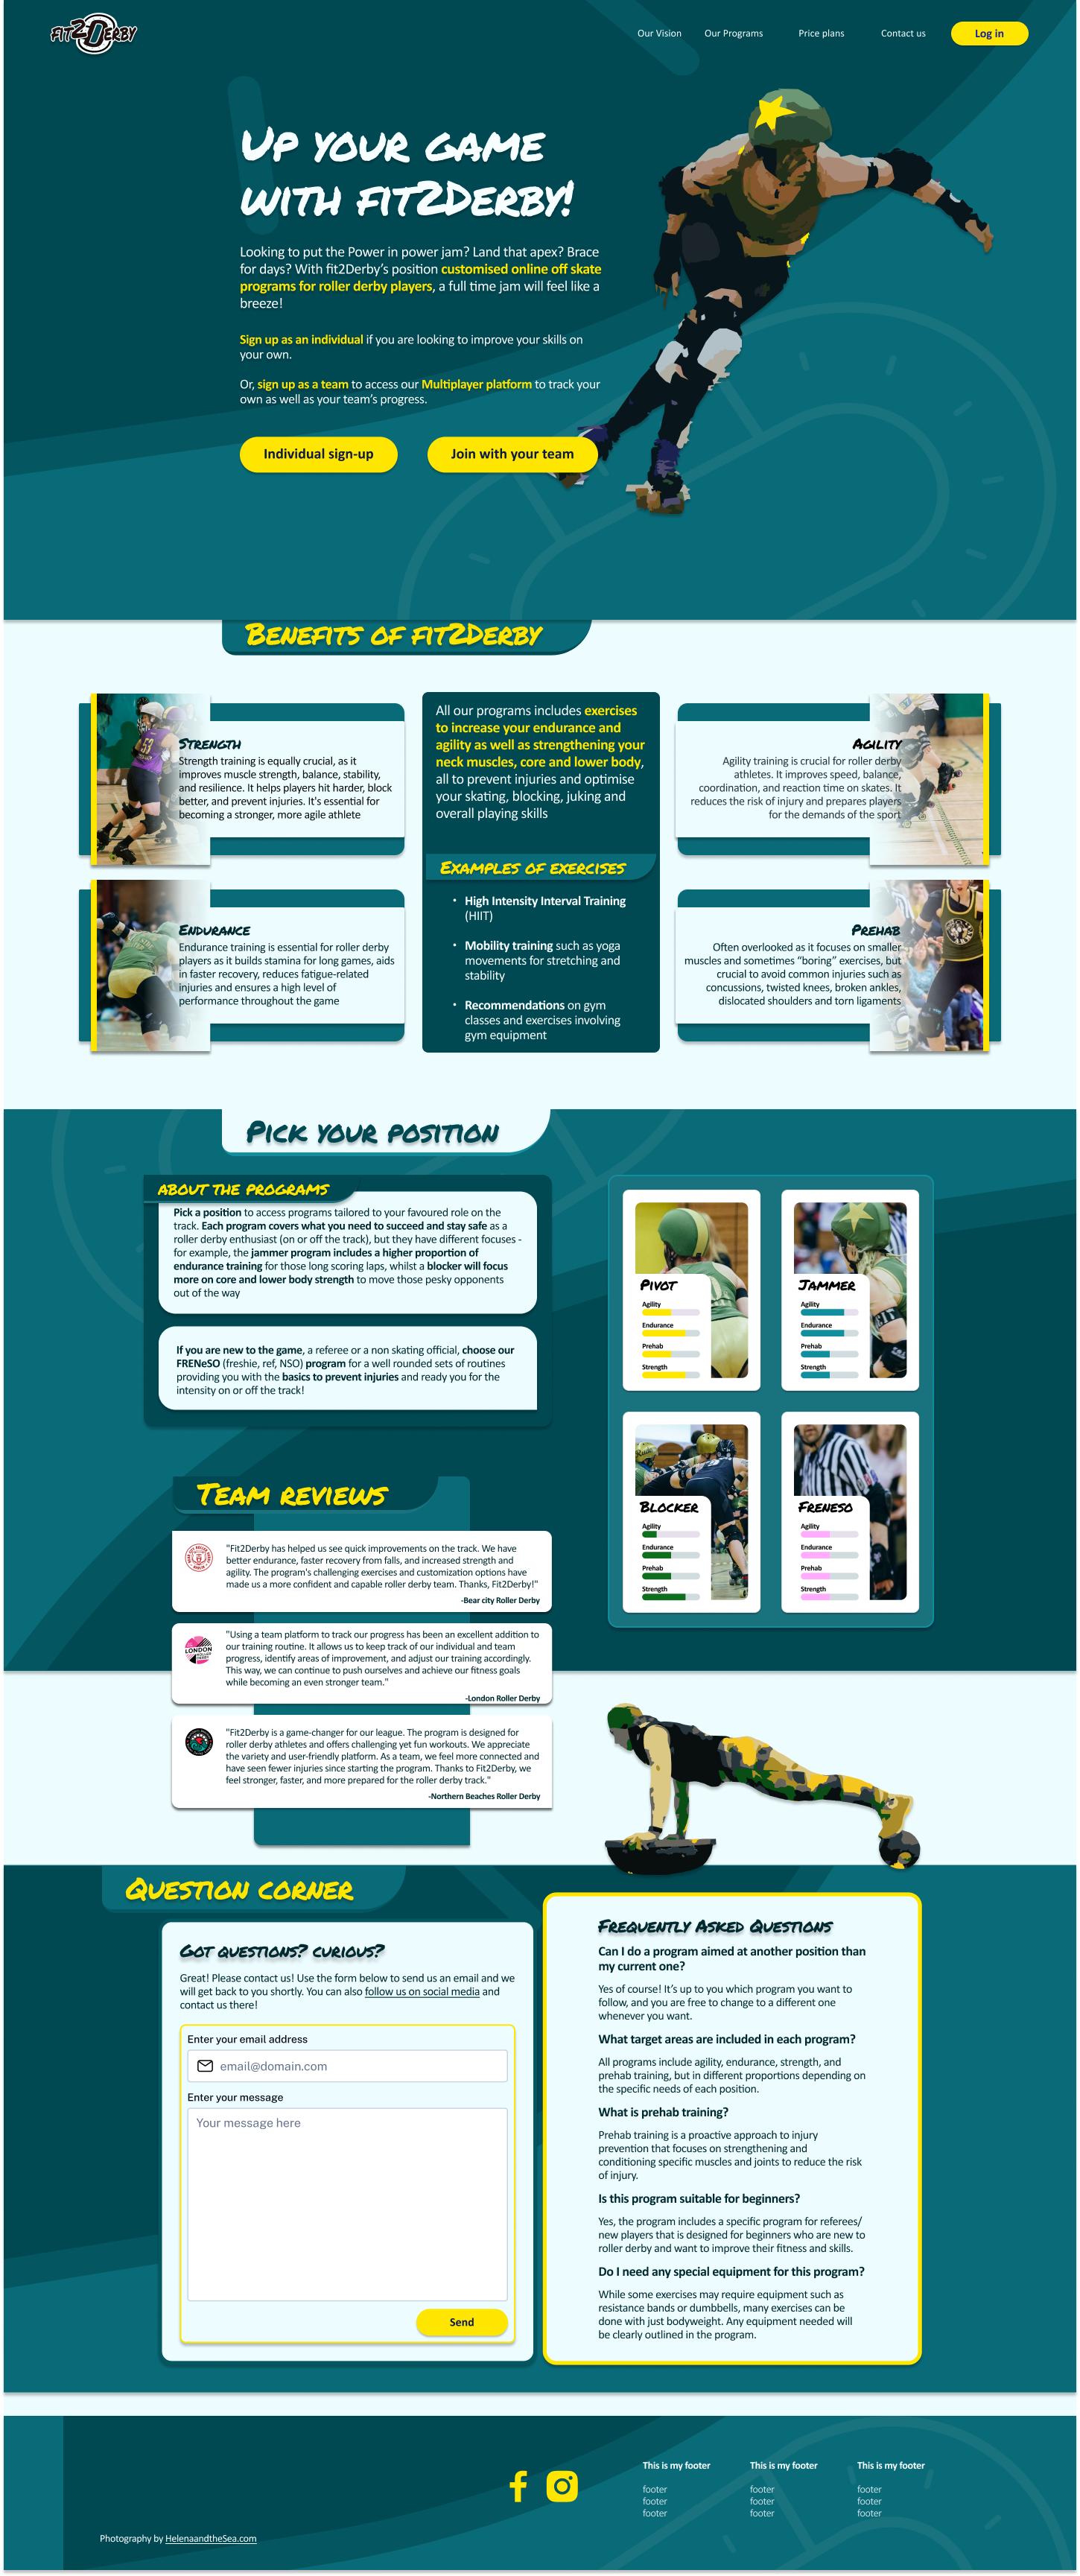 FIT2DERBY
Our Vision
Our Programs
Price plans
Contact us
Log in
Up your game
with fit2Derby!
Looking to put the Power in power jam? Land that apex? Brace
for days? With fit2Derby’s position customised online off skate
programs for roller derby players, a full time jam will feel like a
breeze!
Sign up as an individual if you are looking to improve your skills on
your own.
Or, sign up as a team to access our Multiplayer platform to track your
own as well as your team’s progress.
Individual sign-up
Join with your team
Benefits of fit2Derby
Strength
Strength training is equally crucial, as it
improves muscle strength, balance, stability,
and resilience. It helps players hit harder, block
better, and prevent injuries. It's essential for
becoming a stronger, more agile athlete
Endurance
Endurance training is essential for roller derby
players as it builds stamina for long games, aids
in faster recovery, reduces fatigue-related
injuries and ensures a high level of
performance throughout the game
All our programs includes exercises
to increase your endurance and
agility as well as strengthening your
neck muscles, core and lower body,
all to prevent injuries and optimise
your skating, blocking, juking and
overall playing skills
Examples of exercises
• High Intensity Interval Training
(HIIT)
• Mobility training such as yoga
movements for stretching and
stability
• Recommendations on gym
classes and exercises involving
gym equipment
Agility
Agility training is crucial for roller derby
athletes. It improves speed, balance,
coordination, and reaction time on skates. It
reduces the risk of injury and prepares players
for the demands of the sport
Prehab
Often overlooked as it focuses on smaller
muscles and sometimes “boring” exercises, but
crucial to avoid common injuries such as
concussions, twisted knees, broken ankles,
dislocated shoulders and torn ligaments
Pick your position
About the programs
Pick a position to access programs tailored to your favoured role on the
track. Each program covers what you need to succeed and stay safe as a
roller derby enthusiast (on or off the track), but they have different focuses -
for example, the jammer program includes a higher proportion of
endurance training for those long scoring laps, whilst a blocker will focus
more on core and lower body strength to move those pesky opponents
out of the way
If you are new to the game, a referee or a non skating official, choose our
FRENeSO (freshie, ref, NSO) program for a well rounded sets of routines
providing you with the basics to prevent injuries and ready you for the
intensity on or off the track!
Pivot
Agility
Endurance
Prehab
Strength
Jammer
Agility
Endurance
Prehab
Strength
Blocker
Agility
Endurance
Prehab
Strength
Freneso
Agility
Endurance
Prehab
Strength
Team reviews
"Fit2Derby has helped us see quick improvements on the track. We have
better endurance, faster recovery from falls, and increased strength and
agility. The program's challenging exercises and customization options have
made us a more confident and capable roller derby team. Thanks, Fit2Derby!"
-Bear city Roller Derby
LONDON
"Using a team platform to track our progress has been an excellent addition to
our training routine. It allows us to keep track of our individual and team
progress, identify areas of improvement, and adjust our training accordingly.
This way, we can continue to push ourselves and achieve our fitness goals
while becoming an even stronger team."
-London Roller Derby
"Fit2Derby is a game-changer for our league. The program is designed for
roller derby athletes and offers challenging yet fun workouts. We appreciate
the variety and user-friendly platform. As a team, we feel more connected and
have seen fewer injuries since starting the program. Thanks to Fit2Derby, we
feel stronger, faster, and more prepared for the roller derby track."
-Northern Beaches Roller Derby
Question corner
Got questions? curious?
Great! Please contact us! Use the form below to send us an email and we
will get back to you shortly. You can also follow us on social media and
contact us there!
Enter your email address
email@domain.com
Enter your message
Your message here
Send
Frequently Asked Questions
Can I do a program aimed at another position than
my current one?
Yes of course! It’s up to you which program you want to
follow, and you are free to change to a different one
whenever you want.
What target areas are included in each program?
All programs include agility, endurance, strength, and
prehab training, but in different proportions depending on
the specific needs of each position.
What is prehab training?
Prehab training is a proactive approach to injury
prevention that focuses on strengthening and
conditioning specific muscles and joints to reduce the risk
of injury.
Is this program suitable for beginners?
Yes, the program includes a specific program for referees/
new players that is designed for beginners who are new to
roller derby and want to improve their fitness and skills.
Do I need any special equipment for this program?
While some exercises may require equipment such as
resistance bands or dumbbells, many exercises can be
done with just bodyweight. Any equipment needed will
be clearly outlined in the program.
This is my footer
footer
footer
footer
This is my footer
footer
footer
footer
This is my footer
footer
footer
footer
Photography by HelenaandtheSea.com